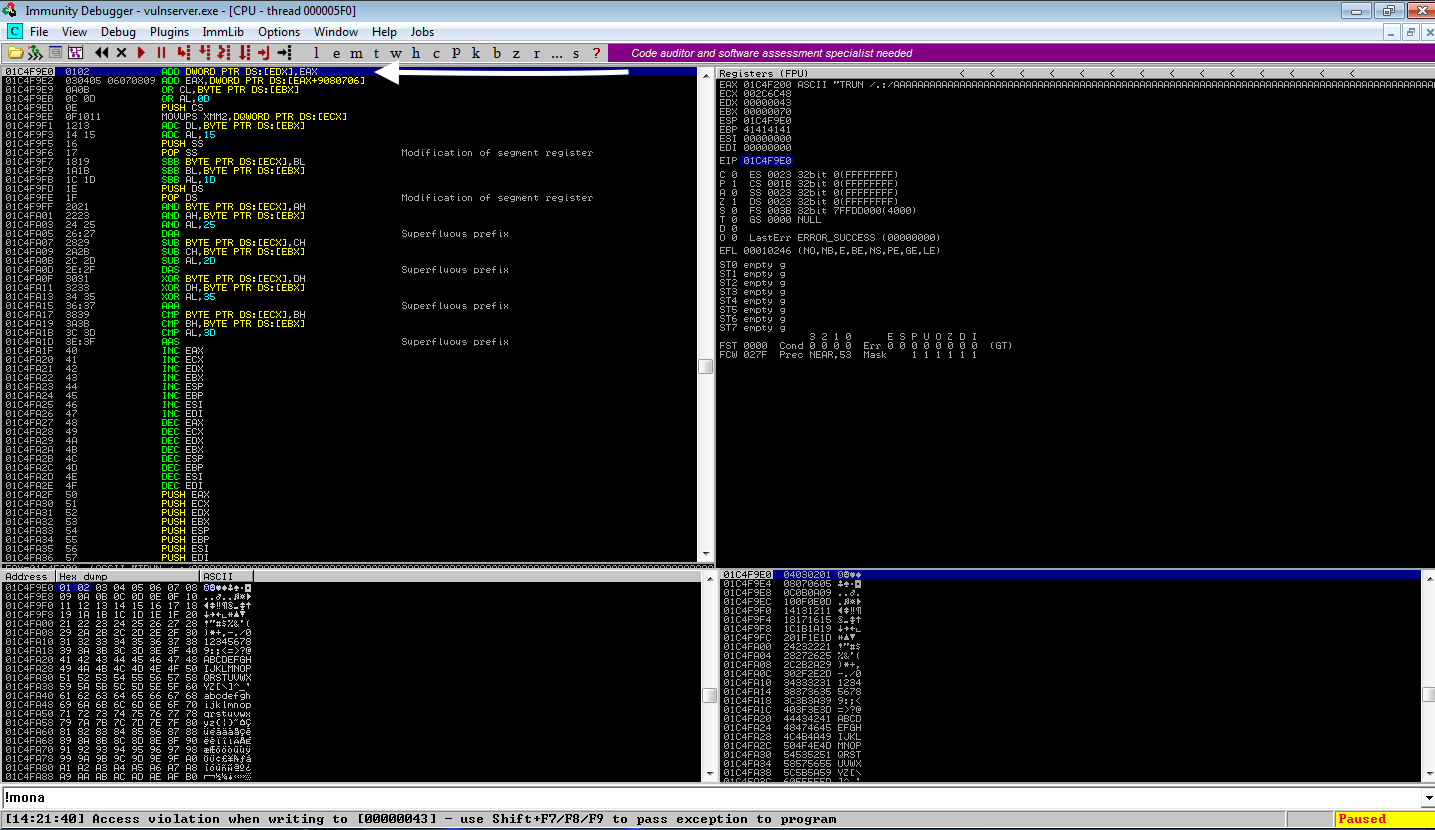 Immunity Debugger - vulnserver.exe - [CPU - thread 000005F0]
C File View Debug Plugins ImmLib Options Window Help Jobs
l e m t w h c P k b z r ... s ? Code auditor and software assessment specialist needed
01C4F9E0 0102 ADD DWORD PTR DS:[EDX],EAX
01C4F9E2 030405 06070809 ADD EAX,DWORD PTR DS:[EAX+9080706]
01C4F9E9 0A0B OR CL,BYTE PTR DS:[EBX]
01C4F9EB 0C 0D OR AL,0D
01C4F9ED 0E PUSH CS
01C4F9EE 0F1011 MOVUPS XMM2,DQWORD PTR DS:[ECX]
01C4F9F1 1213 ADC DL,BYTE PTR DS:[EBX]
01C4F9F3 14 15 ADC AL,15
01C4F9F5 16 PUSH SS
01C4F9F6 17 POP SS Modification of segment register
01C4F9F7 1819 SBB BYTE PTR DS:[ECX],BL
01C4F9F9 1A1B SBB BL,BYTE PTR DS:[EBX]
01C4F9FB 1C 1D SBB AL,1D
01C4F9FD 1E PUSH DS
01C4F9FE 1F POP DS Modification of segment register
01C4F9FF 2021 AND BYTE PTR DS:[ECX],AH
01C4FA01 2223 AND AH,BYTE PTR DS:[EBX]
01C4FA03 24 25 AND AL,25
01C4FA05 26:27 DAA Superfluous prefix
01C4FA07 2829 SUB BYTE PTR DS:[ECX],CH
01C4FA09 2A2B SUB CH,BYTE PTR DS:[EBX]
01C4FA0B 2C 2D SUB AL,2D
01C4FA0D 2E:2F DAS Superfluous prefix
01C4FA0F 3031 XOR BYTE PTR DS:[ECX],DH
01C4FA11 3233 XOR DH,BYTE PTR DS:[EBX]
01C4FA13 34 35 XOR AL,35
01C4FA15 36:37 AAA Superfluous prefix
01C4FA17 3839 CMP BYTE PTR DS:[ECX],BH
01C4FA19 3A3B CMP BH,BYTE PTR DS:[EBX]
01C4FA1B 3C 3D CMP AL,3D
01C4FA1D 3E:3F AAS Superfluous prefix
01C4FA1F 40 INC EAX
01C4FA20 41 INC ECX
01C4FA21 42 INC EDX
01C4FA22 43 INC EBX
01C4FA23 44 INC ESP
01C4FA24 45 INC EBP
01C4FA25 46 INC ESI
01C4FA26 47 INC EDI
01C4FA27 48 DEC EAX
01C4FA28 49 DEC ECX
01C4FA29 4A DEC EDX
01C4FA2A 4B DEC EBX
01C4FA2B 4C DEC ESP
01C4FA2C 4D DEC EBP
01C4FA2D 4E DEC ESI
01C4FA2E 4F DEC EDI
01C4FA2F 50 PUSH EAX
01C4FA30 51 PUSH ECX
01C4FA31 52 PUSH EDX
01C4FA32 53 PUSH EBX
01C4FA33 54 PUSH ESP
01C4FA34 55 PUSH EBP
01C4FA35 56 PUSH ESI
01C4FA36 57 PUSH EDI
Registers (FPU) < < < < < < < < < < < < < <
EAX 01C4F200 ASCII "TRUN /.:/AAAAAAAAAAAAAAAAAAAAAAAAAAAAAAAAAAAAAAAAAAAAAAAAAAAAAAAAAAAAAAAAAAAAAAAAAAAAAAA
ECX 002C6C48
EDX 00000043
EBX 00000070
ESP 01C4F9E0
EBP 41414141
ESI 00000000
EDI 00000000
EIP 01C4F9E0
C 0 ES 0023 32bit 0(FFFFFFFF)
P 1 CS 001B 32bit 0(FFFFFFFF)
A 0 SS 0023 32bit 0(FFFFFFFF)
Z 1 DS 0023 32bit 0(FFFFFFFF)
S 0 FS 003B 32bit 7FFDD000(4000)
T 0 GS 0000 NULL
D 0
O 0 LastErr ERROR_SUCCESS (00000000)
EFL 00010246 (NO,NB,E,BE,NS,PE,GE,LE)
ST0 empty g
ST1 empty g
ST2 empty g
ST3 empty g
ST4 empty g
ST5 empty g
ST6 empty g
ST7 empty g
3 2 1 0 E S P U O Z D I
FST 0000 Cond 0 0 0 0 Err 0 0 0 0 0 0 0 0 (GT)
FCW 027F Prec NEAR,53 Mask 1 1 1 1 1 1
Address Hex dump ASCII
01C4F9E0 01 02 03 04 05 06 07 08
01C4F9E8 09 0A 0B 0C 0D 0E 0F 10
01C4F9F0 11 12 13 14 15 16 17 18
01C4F9F8 19 1A 1B 1C 1D 1E 1F 20
01C4FA00 21 22 23 24 25 26 27 28 !"#$%&'(
01C4FA08 29 2A 2B 2C 2D 2E 2F 30 )*+,-./0
01C4FA10 31 32 33 34 35 36 37 38 12345678
01C4FA18 39 3A 3B 3C 3D 3E 3F 40 9:;<=>?@
01C4FA20 41 42 43 44 45 46 47 48 ABCDEFGH
01C4FA28 49 4A 4B 4C 4D 4E 4F 50 IJKLMNOP
01C4FA30 51 52 53 54 55 56 57 58 QRSTUVWX
01C4FA38 59 5A 5B 5C 5D 5E 5F 60 YZ[\]^_`
01C4FA40 61 62 63 64 65 66 67 68 abcdefgh
01C4FA48 69 6A 6B 6C 6D 6E 6F 70 ijklmnop
01C4FA50 71 72 73 74 75 76 77 78 qrstuvwx
01C4FA58 79 7A 7B 7C 7D 7E 7F 80
01C4FA60 81 82 83 84 85 86 87 88
01C4FA68 89 8A 8B 8C 8D 8E 8F 90
01C4FA70 91 92 93 94 95 96 97 98
01C4FA78 99 9A 9B 9C 9D 9E 9F A0
01C4FA80 A1 A2 A3 A4 A5 A6 A7 A8
01C4FA88 A9 AA AB AC AD AE AF B0
01C4F9E0 04030201
01C4F9E4 08070605
01C4F9E8 0C0B0A09
01C4F9EC 100F0E0D
01C4F9F0 14131211
01C4F9F4 18171615
01C4F9F8 1C1B1A19
01C4F9FC 201F1E1D
01C4FA00 24232221 !"#$
01C4FA04 28272625 %&'(
01C4FA08 2C2B2A29 )*+,
01C4FA0C 302F2E2D -./0
01C4FA10 34333231 1234
01C4FA14 38373635 5678
01C4FA18 3C3B3A39 9:;<
01C4FA1C 403F3E3D =>?@
01C4FA20 44434241 ABCD
01C4FA24 48474645 EFGH
01C4FA28 4C4B4A49 IJKL
01C4FA2C 504F4E4D MNOP
01C4FA30 54535251 QRST
01C4FA34 58575655 UVWX
01C4FA38 5C5B5A59 YZ[\
!mona
[14:21:40] Access violation when writing to [00000043] - use Shift+F7/F8/F9 to pass exception to program Paused